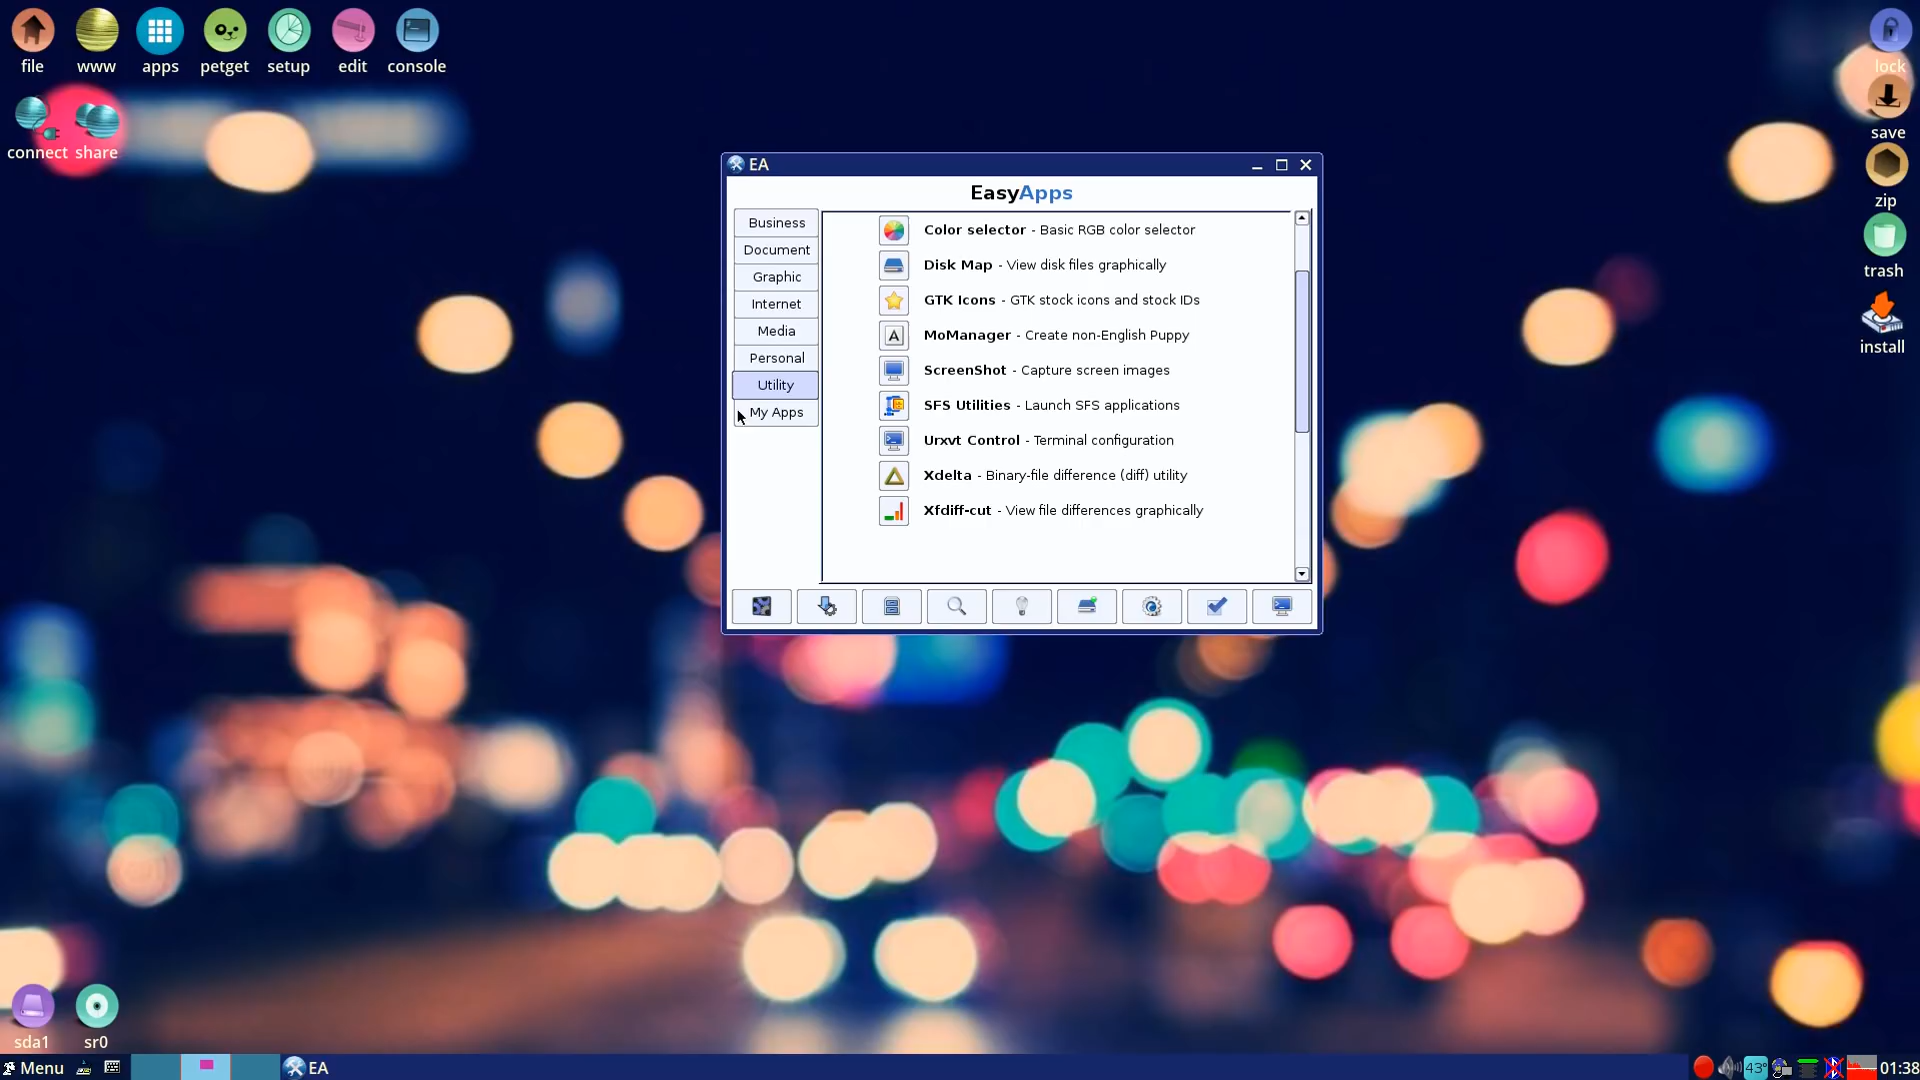 file
www
apps
petget
setup
edit
console
connect
share
lock
save
zip
trash
install
EA
EasyApps
Business
Document
Graphic
Internet
Media
Personal
Utility
My Apps
Color selector - Basic RGB color selector
Disk Map - View disk files graphically
GTK Icons - GTK stock icons and stock IDs
MoManager - Create non-English Puppy
ScreenShot - Capture screen images
SFS Utilities - Launch SFS applications
Urxvt Control - Terminal configuration
Xdelta - Binary-file difference (diff) utility
Xfdiff-cut - View file differences graphically
sda1
sr0
Menu
EA
43°
01:38